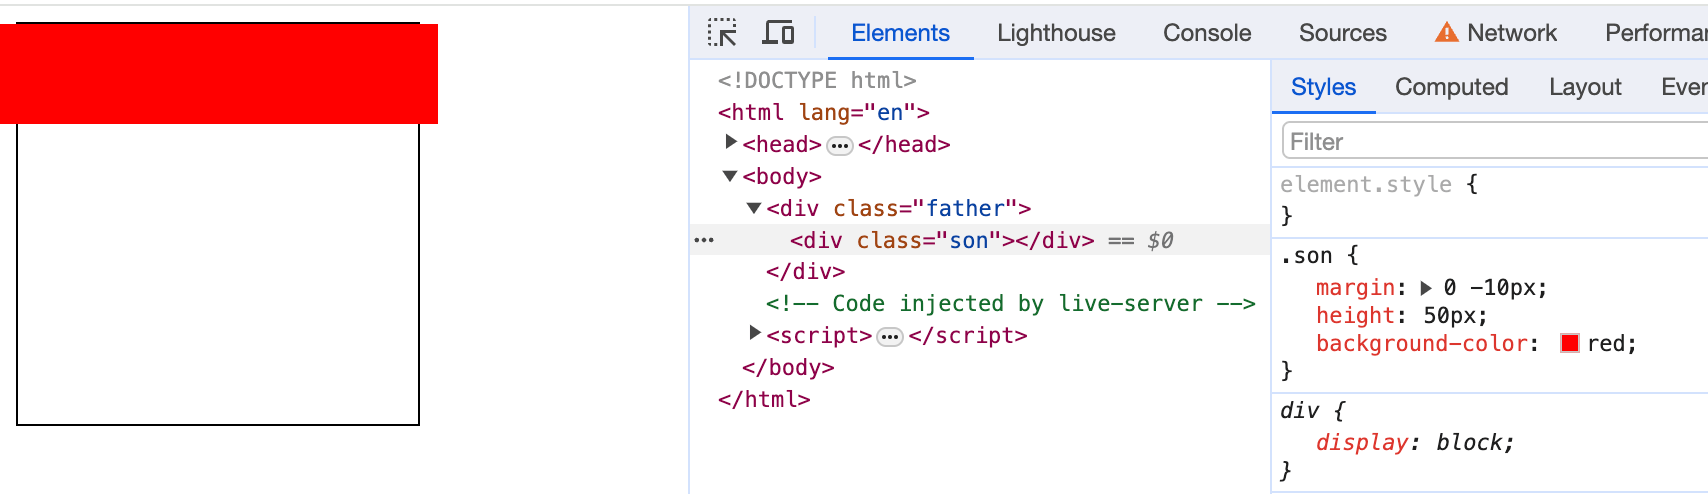 Elements Lighthouse Console Sources Network Performa
<!DOCTYPE html>
<html lang="en">
<head> ••• </head>
<body>
<div class="father">
••• <div class="son"></div> == $0
</div>
<!-- Code injected by live-server -->
<script> ••• </script>
</body>
</html>
Styles Computed Layout Ever
Filter
element.style {
}
.son {
margin: 0 -10px;
height: 50px;
background-color: red;
}
div {
display: block;
}